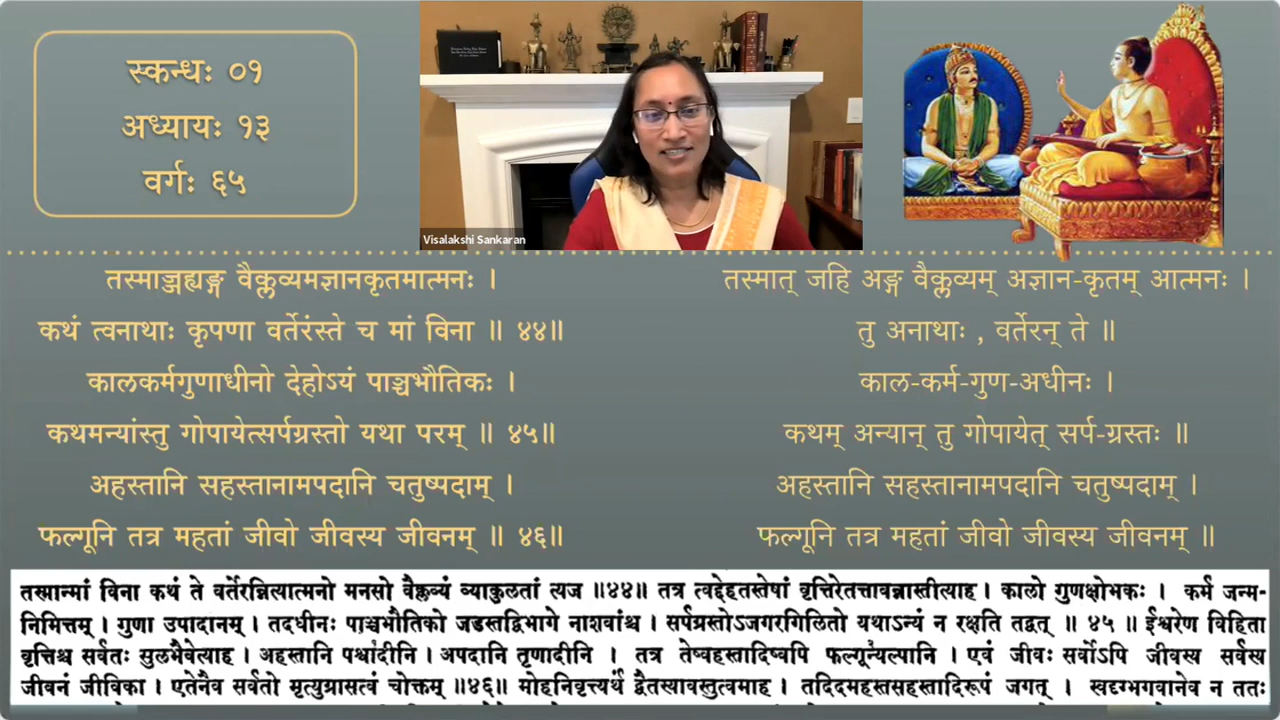 स्कन्धः ०१
अध्यायः १३
वर्गः ६५
Visalakshi Sankaran
तस्माज्जह्यङ्ग वैक्लव्यमज्ञानकृतमात्मनः ।
कथं त्वनाथाः कृपणा वर्तेरंस्ते च मां विना ॥ ४४॥
कालकर्मगुणाधीनो देहोऽयं पाञ्चभौतिकः ।
कथमन्यांस्तु गोपायेत्सर्पग्रस्तो यथा परम् ॥ ४५॥
अहस्तानि सहस्तानामपदानि चतुष्पदाम् ।
फल्गूनि तत्र महतां जीवो जीवस्य जीवनम् ॥ ४६॥
तस्मात् जहि अङ्ग वैक्लव्यम् अज्ञान-कृतम् आत्मनः ।
तु अनाथाः , वर्तेरन् ते ॥
काल-कर्म-गुण-अधीनः ।
कथम् अन्यान् तु गोपायेत् सर्प-ग्रस्तः ॥
अहस्तानि सहस्तानामपदानि चतुष्पदाम् ।
फल्गूनि तत्र महतां जीवो जीवस्य जीवनम् ॥
तस्मान्मां विना कथं ते वर्तेरन्नित्यात्मनो मनसो वैक्लव्यं व्याकुलतां त्यज ॥४४॥ तत्र त्वद्देहतस्तेषां वृत्तिरेतत्तावन्नास्तीत्याह । कालो गुणक्षोभकः । कर्म जन्म-
निमित्तम् । गुणा उपादानम् । तदधीनः पाञ्चभौतिको जडस्तद्विभागे नाशवांश्च । सर्पग्रस्तोऽजगरगिलितो यथाऽन्यं न रक्षति तद्वत् ॥ ४५ ॥ ईश्वरेण विहिता
वृत्तिश्च सर्वतः सुलभैवेत्याह । अहस्तानि पश्वादीनि । अपदानि तृणादीनि । तत्र तेष्वहस्तादिष्वपि फल्गून्यल्पानि । एवं जीवः सर्वोऽपि जीवस्य सर्वस्य
जीवनं जीविका । एतेनैव सर्वतो मृत्युग्रासत्वं चोक्तम् ॥४६॥ मोहनिवृत्त्यर्थं द्वैतस्यावस्तुत्वमाह । तदिदमहस्तसहस्तादिरूपं जगत् । स्वदृग्भगवानेव न ततः